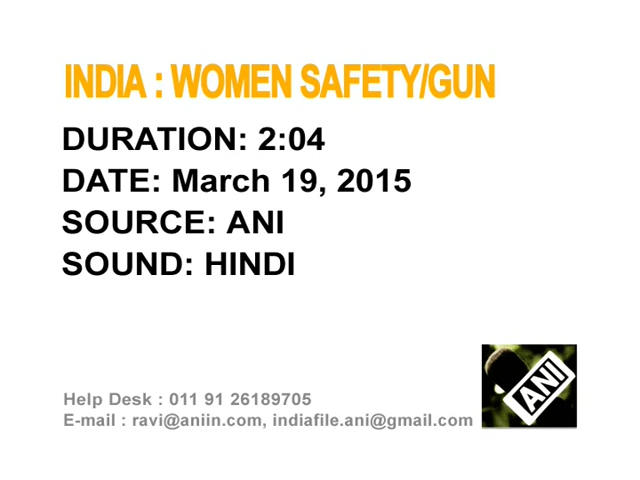 INDIA : WOMEN SAFETY/GUN
DURATION: 2:04
DATE: March 19, 2015
SOURCE: ANI
SOUND: HINDI
Help Desk : 011 91 26189705
E-mail : ravi@aniin.com, indiafile.ani@gmail.com
ANI